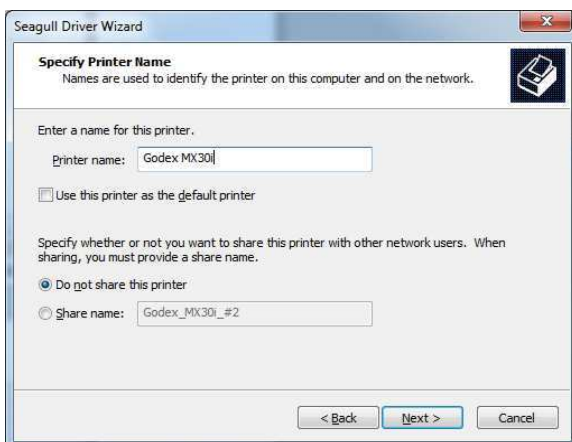 Seagull Driver Wizard
Specify Printer Name
Names are used to identify the printer on this computer and on the network.
Enter a name for this printer.
Printer name: Godex MX30i
Use this printer as the default printer
Specify whether or not you want to share this printer with other network users. When
sharing, you must provide a share name.
Do not share this printer
Share name: Godex_MX30i_#2
< Back Next > Cancel